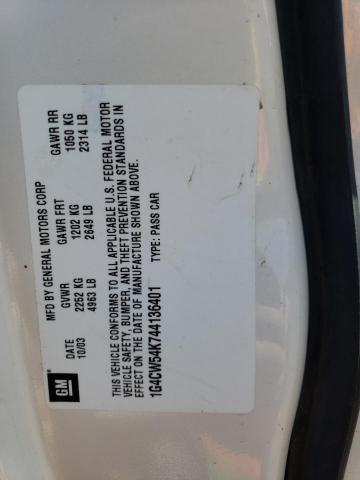 GM
MFD BY GENERAL MOTORS CORP
DATE GVWR GAWR FRT GAWR RR
10/03 2252 KG 1202 KG 1050 KG
4963 LB 2649 LB 2314 LB
THIS VEHICLE CONFORMS TO ALL APPLICABLE U.S. FEDERAL MOTOR
VEHICLE SAFETY, BUMPER, AND THEFT PREVENTION STANDARDS IN
EFFECT ON THE DATE OF MANUFACTURE SHOWN ABOVE.
1G4CW54K744136401 TYPE: PASS CAR